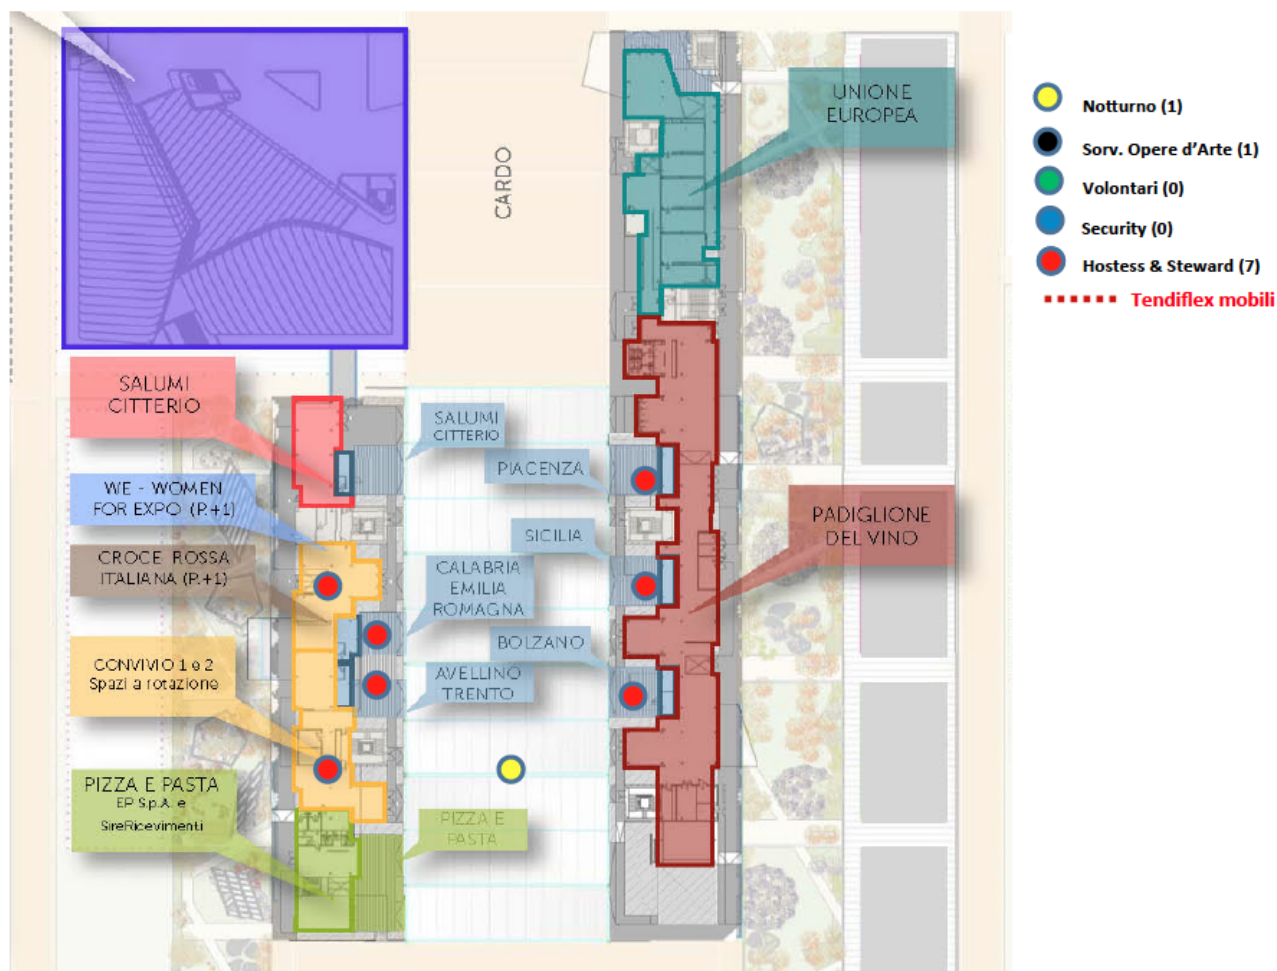 UNIONE
EUROPEA
CARDO
Notturno (1)
Sorv. Opere d'Arte (1)
Volontari (0)
Security (0)
Hostess & Steward (7)
Tendiflex mobili
SALUMI
CITTERIO
SALUMI
CITTERIO
PIACENZA
WE - WOMEN
FOR EXPO (P.+1)
PADIGLIONE
DEL VINO
SICILIA
CROCE ROSSA
ITALIANA (P.+1)
CALABRIA
EMILIA
ROMAGNA
BOLZANO
CONVIVIO 1 e 2
Spazi a rotazione
AVELLINO
TRENTO
PIZZA E PASTA
EP S.p.A. e
SireRicevimenti
PIZZA E
PASTA